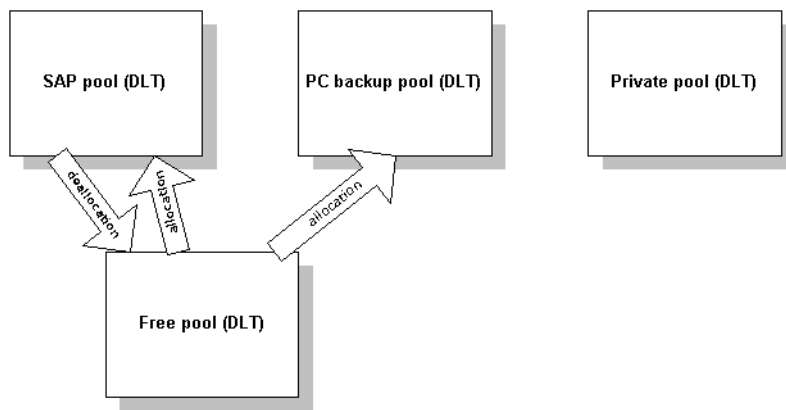 SAP pool (DLT)
PC backup pool (DLT)
Private pool (DLT)
deallocation
allocation
allocation
Free pool (DLT)